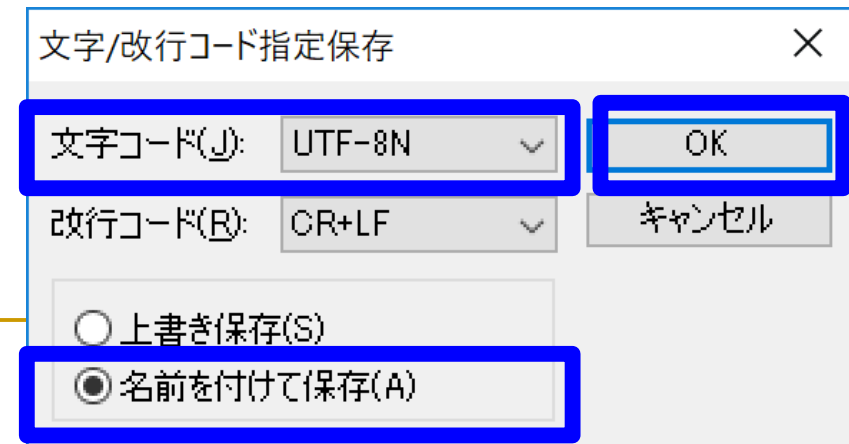 文字/改行コード指定保存
文字コード(J): UTF-8N OK
改行コード(R): CR+LF キャンセル
上書き保存(S)
名前を付けて保存(A)